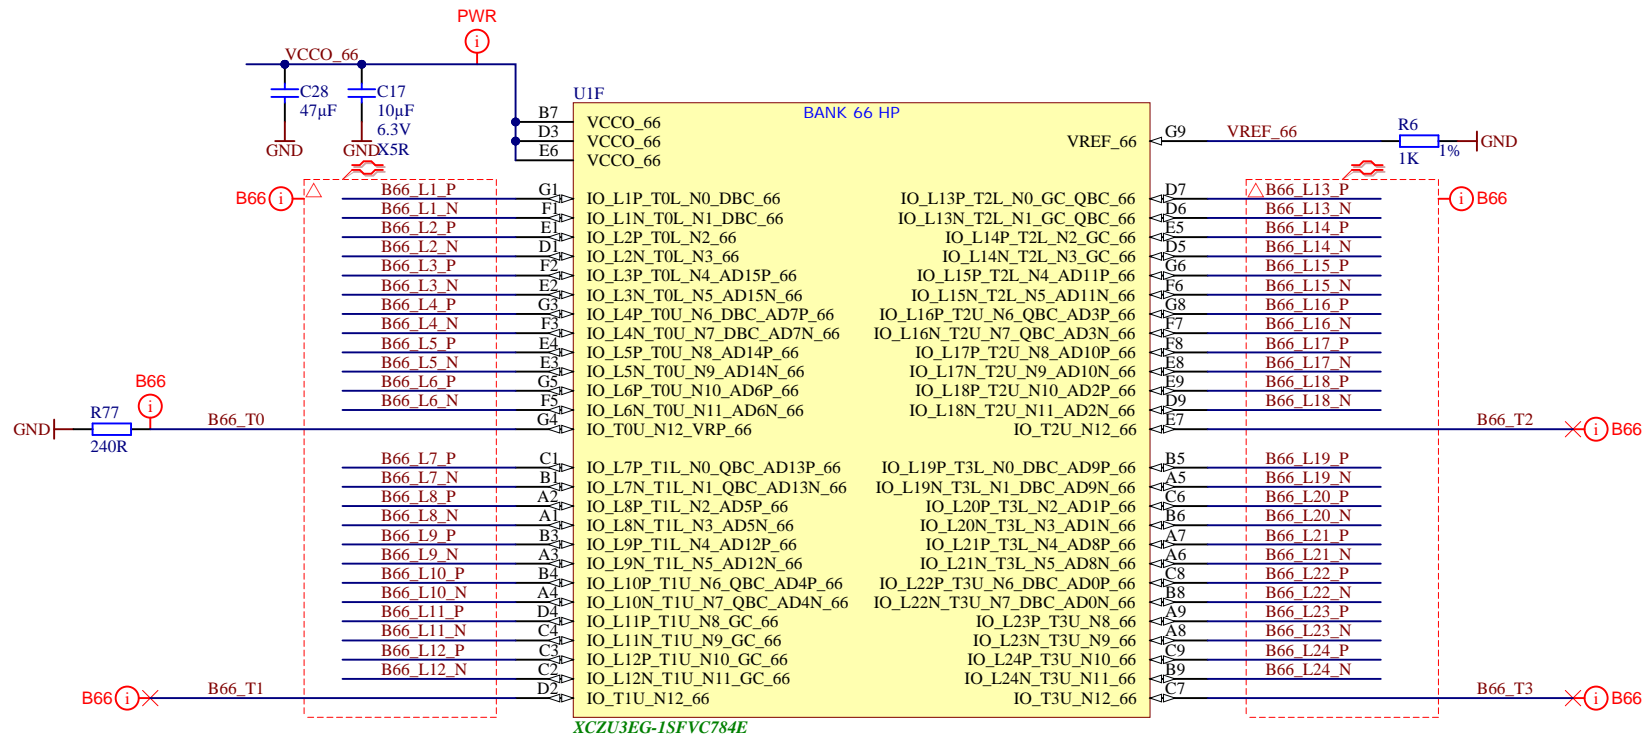 PWR
i
VCCO_66
C28
47µF
GND
C17
10µF
6.3V
X5R
GND
U1F
BANK 66 HP
B7 VCCO_66
D3 VCCO_66
E6 VCCO_66
VREF_66 G9 VREF_66
R6
1K
1%
GND
B66 i
i B66
B66_L1_P G1 IO_L1P_T0L_N0_DBC_66
B66_L1_N F1 IO_L1N_T0L_N1_DBC_66
B66_L2_P E1 IO_L2P_T0L_N2_66
B66_L2_N D1 IO_L2N_T0L_N3_66
B66_L3_P F2 IO_L3P_T0L_N4_AD15P_66
B66_L3_N E2 IO_L3N_T0L_N5_AD15N_66
B66_L4_P G3 IO_L4P_T0U_N6_DBC_AD7P_66
B66_L4_N F3 IO_L4N_T0U_N7_DBC_AD7N_66
B66_L5_P E4 IO_L5P_T0U_N8_AD14P_66
B66_L5_N E3 IO_L5N_T0U_N9_AD14N_66
B66_L6_P G5 IO_L6P_T0U_N10_AD6P_66
B66_L6_N F5 IO_L6N_T0U_N11_AD6N_66
B66
i
GND
R77
240R
B66_T0 G4 IO_T0U_N12_VRP_66
B66_L7_P C1 IO_L7P_T1L_N0_QBC_AD13P_66
B66_L7_N B1 IO_L7N_T1L_N1_QBC_AD13N_66
B66_L8_P A2 IO_L8P_T1L_N2_AD5P_66
B66_L8_N A1 IO_L8N_T1L_N3_AD5N_66
B66_L9_P B3 IO_L9P_T1L_N4_AD12P_66
B66_L9_N A3 IO_L9N_T1L_N5_AD12N_66
B66_L10_P B4 IO_L10P_T1U_N6_QBC_AD4P_66
B66_L10_N A4 IO_L10N_T1U_N7_QBC_AD4N_66
B66_L11_P D4 IO_L11P_T1U_N8_GC_66
B66_L11_N C4 IO_L11N_T1U_N9_GC_66
B66_L12_P C3 IO_L12P_T1U_N10_GC_66
B66_L12_N C2 IO_L12N_T1U_N11_GC_66
B66 i B66_T1 D2 IO_T1U_N12_66
IO_L13P_T2L_N0_GC_QBC_66 D7 B66_L13_P
IO_L13N_T2L_N1_GC_QBC_66 D6 B66_L13_N
IO_L14P_T2L_N2_GC_66 E5 B66_L14_P
IO_L14N_T2L_N3_GC_66 D5 B66_L14_N
IO_L15P_T2L_N4_AD11P_66 G6 B66_L15_P
IO_L15N_T2L_N5_AD11N_66 F6 B66_L15_N
IO_L16P_T2U_N6_QBC_AD3P_66 G8 B66_L16_P
IO_L16N_T2U_N7_QBC_AD3N_66 F7 B66_L16_N
IO_L17P_T2U_N8_AD10P_66 F8 B66_L17_P
IO_L17N_T2U_N9_AD10N_66 E8 B66_L17_N
IO_L18P_T2U_N10_AD2P_66 E9 B66_L18_P
IO_L18N_T2U_N11_AD2N_66 D9 B66_L18_N
IO_T2U_N12_66 E7 B66_T2 i B66
IO_L19P_T3L_N0_DBC_AD9P_66 B5 B66_L19_P
IO_L19N_T3L_N1_DBC_AD9N_66 A5 B66_L19_N
IO_L20P_T3L_N2_AD1P_66 C6 B66_L20_P
IO_L20N_T3L_N3_AD1N_66 B6 B66_L20_N
IO_L21P_T3L_N4_AD8P_66 A7 B66_L21_P
IO_L21N_T3L_N5_AD8N_66 A6 B66_L21_N
IO_L22P_T3U_N6_DBC_AD0P_66 C8 B66_L22_P
IO_L22N_T3U_N7_DBC_AD0N_66 B8 B66_L22_N
IO_L23P_T3U_N8_66 A9 B66_L23_P
IO_L23N_T3U_N9_66 A8 B66_L23_N
IO_L24P_T3U_N10_66 C9 B66_L24_P
IO_L24N_T3U_N11_66 B9 B66_L24_N
IO_T3U_N12_66 C7 B66_T3 i B66
XCZU3EG-1SFVC784E